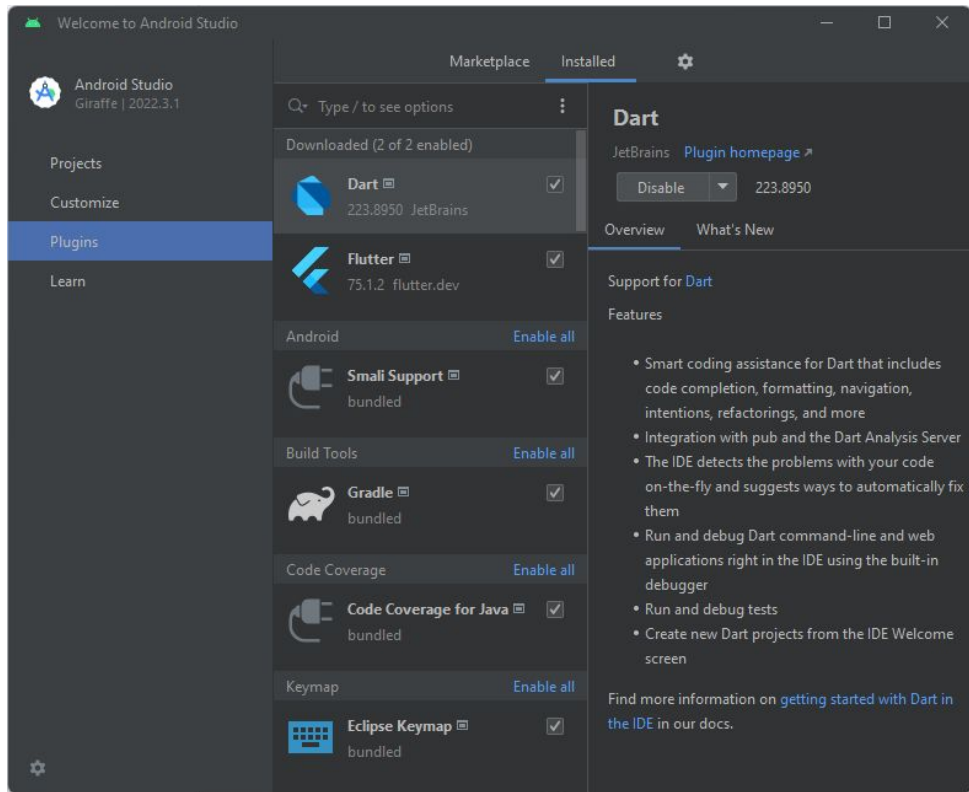 Welcome to Android Studio
Android Studio
Giraffe | 2022.3.1
Projects
Customize
Plugins
Learn
Marketplace
Installed
Type / to see options
Downloaded (2 of 2 enabled)
Dart
223.8950 JetBrains
Flutter
75.1.2 flutter.dev
Android Enable all
Smali Support
bundled
Build Tools Enable all
Gradle
bundled
Code Coverage Enable all
Code Coverage for Java
bundled
Keymap Enable all
Eclipse Keymap
bundled
Dart
JetBrains Plugin homepage ↗
Disable 223.8950
Overview What's New
Support for Dart
Features
• Smart coding assistance for Dart that includes
code completion, formatting, navigation,
intentions, refactorings, and more
• Integration with pub and the Dart Analysis Server
• The IDE detects the problems with your code
on-the-fly and suggests ways to automatically fix
them
• Run and debug Dart command-line and web
applications right in the IDE using the built-in
debugger
• Run and debug tests
• Create new Dart projects from the IDE Welcome
screen
Find more information on getting started with Dart in
the IDE in our docs.